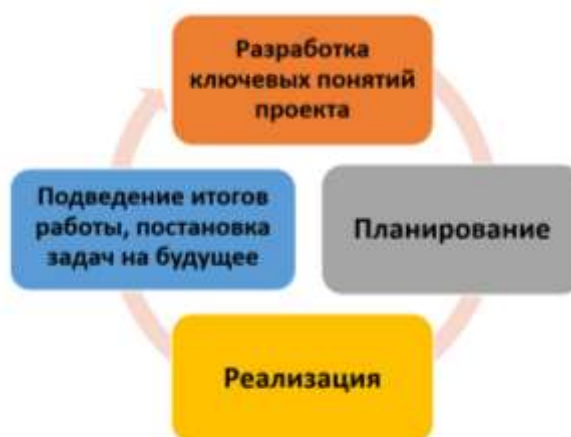 Разработка
ключевых понятий
проекта
Подведение итогов
работы, постановка
задач на будущее
Планирование
Реализация